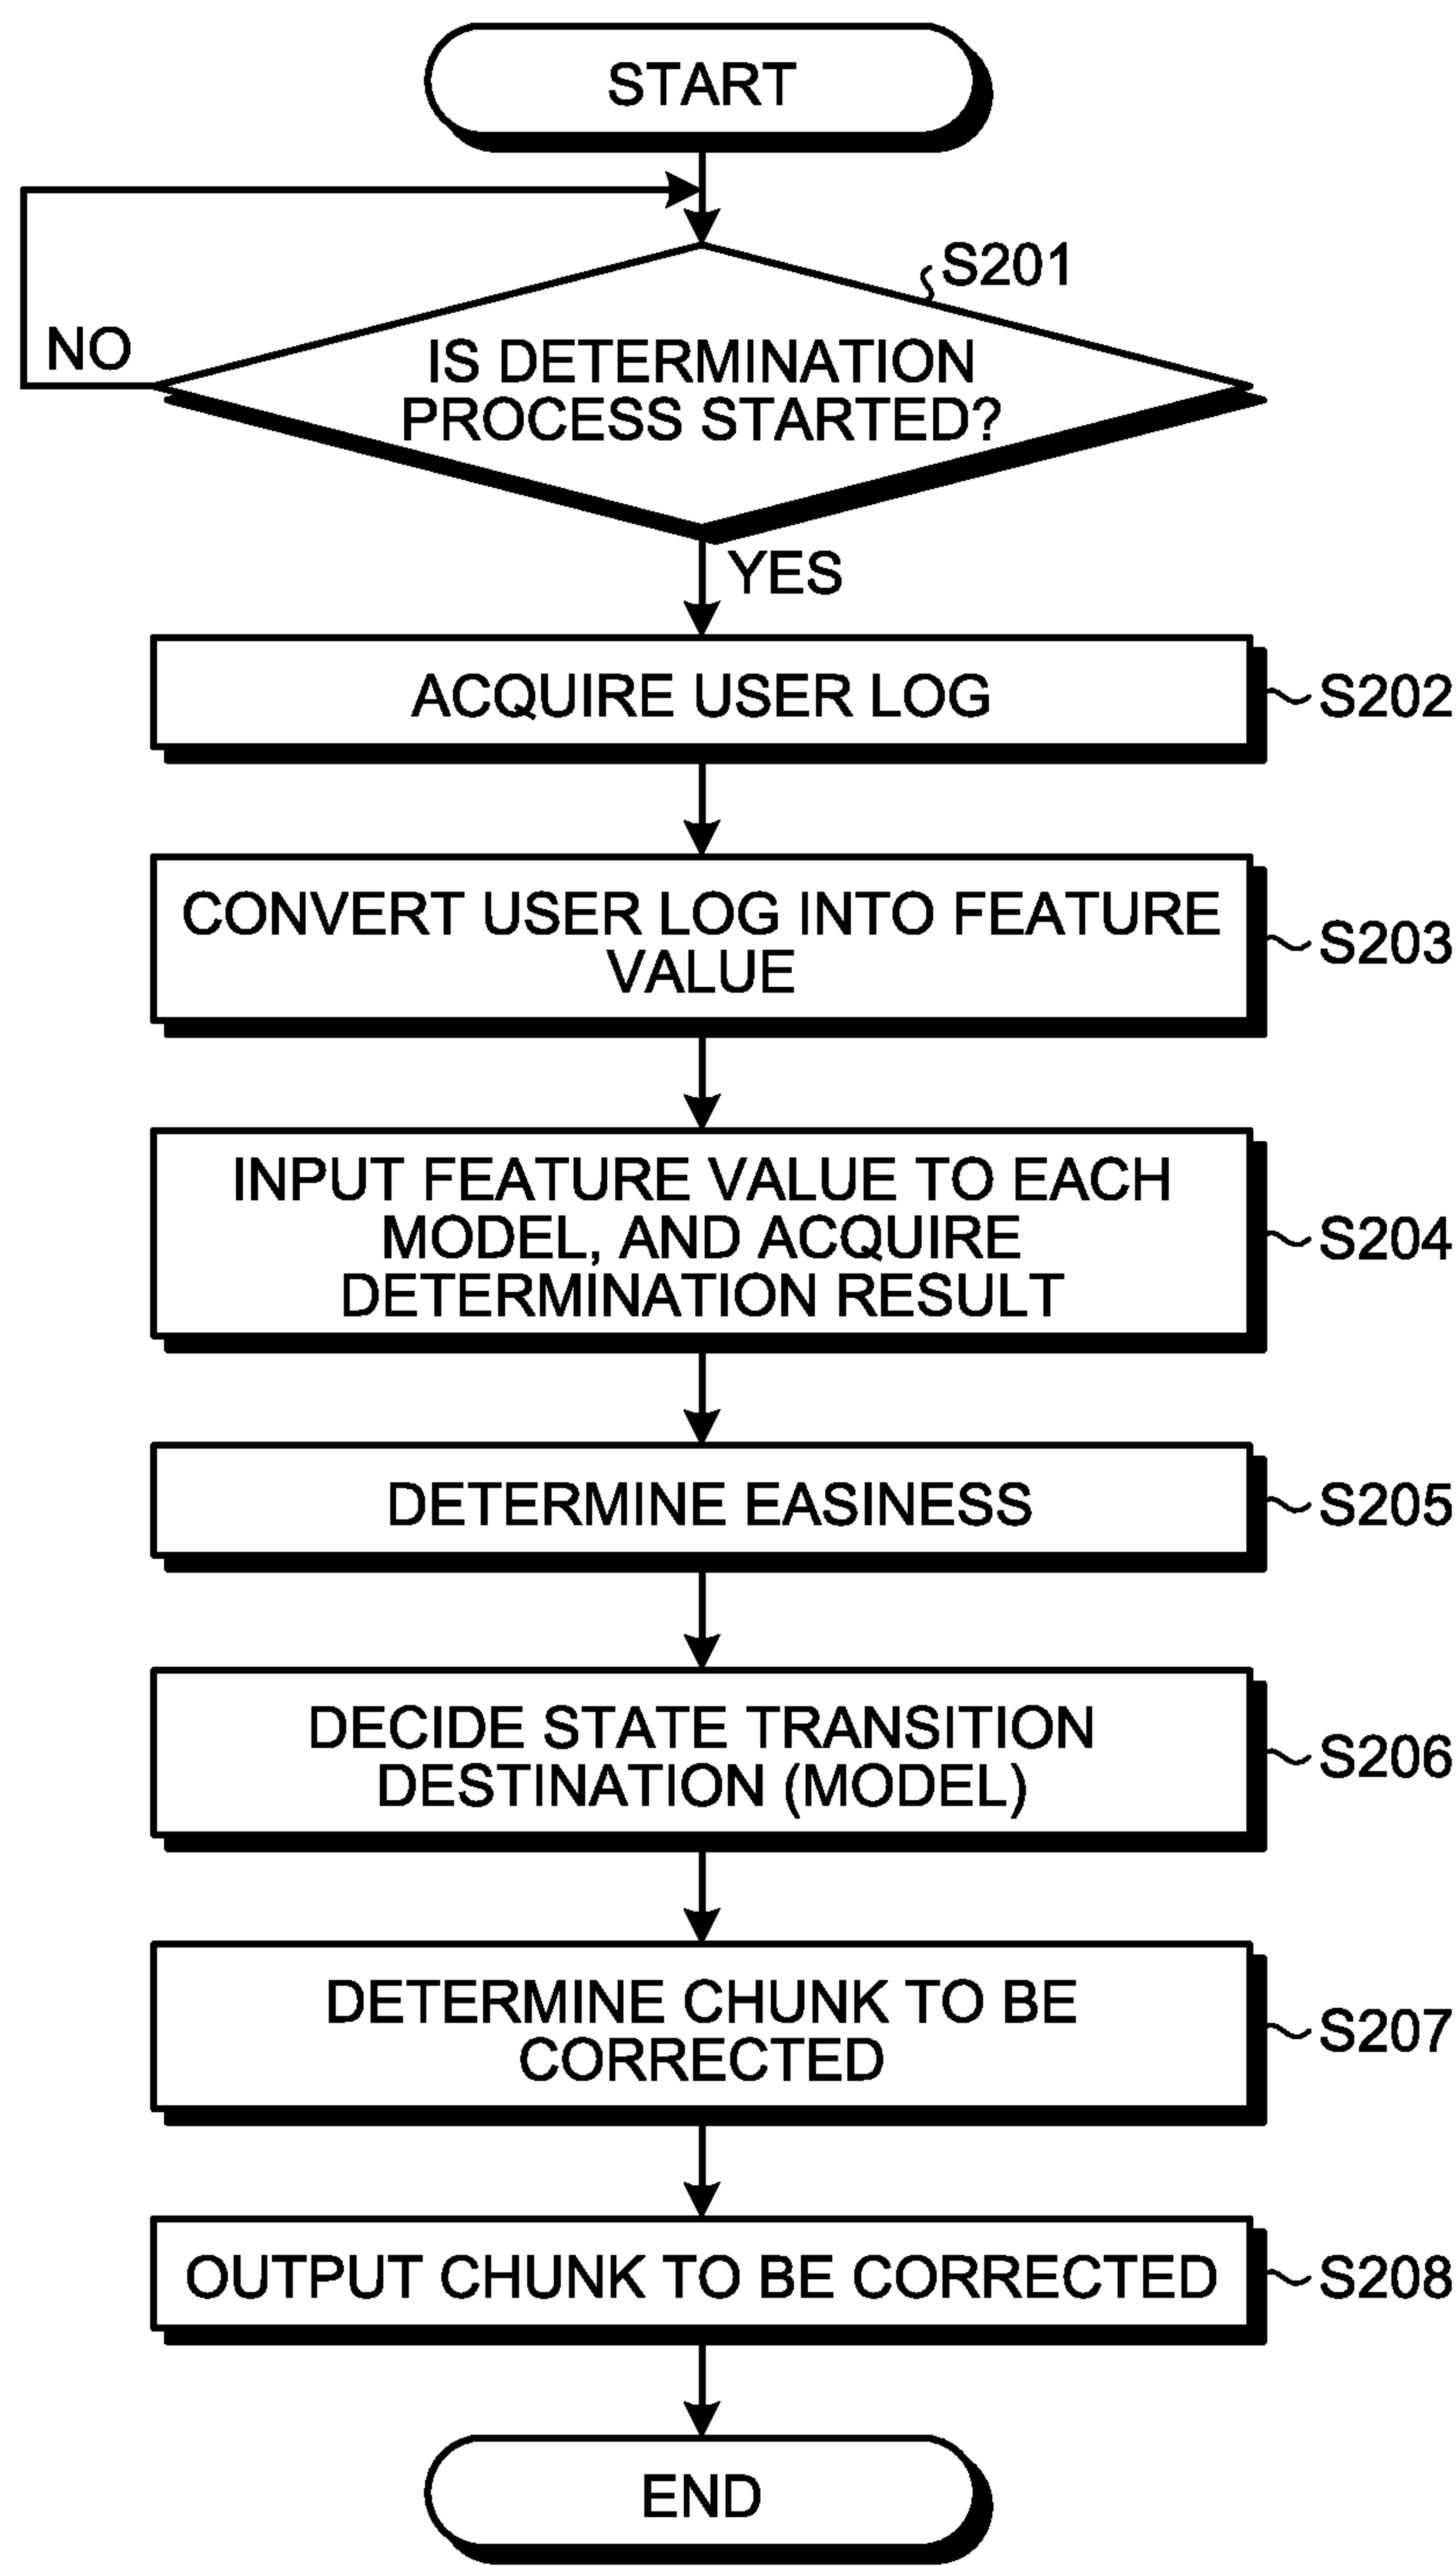 START
S201
NO
IS DETERMINATION
PROCESS STARTED?
YES
ACQUIRE USER LOG
S202
CONVERT USER LOG INTO FEATURE
VALUE
S203
INPUT FEATURE VALUE TO EACH
MODEL, AND ACQUIRE
DETERMINATION RESULT
S204
DETERMINE EASINESS
S205
DECIDE STATE TRANSITION
DESTINATION (MODEL)
S206
DETERMINE CHUNK TO BE
CORRECTED
S207
OUTPUT CHUNK TO BE CORRECTED
S208
END